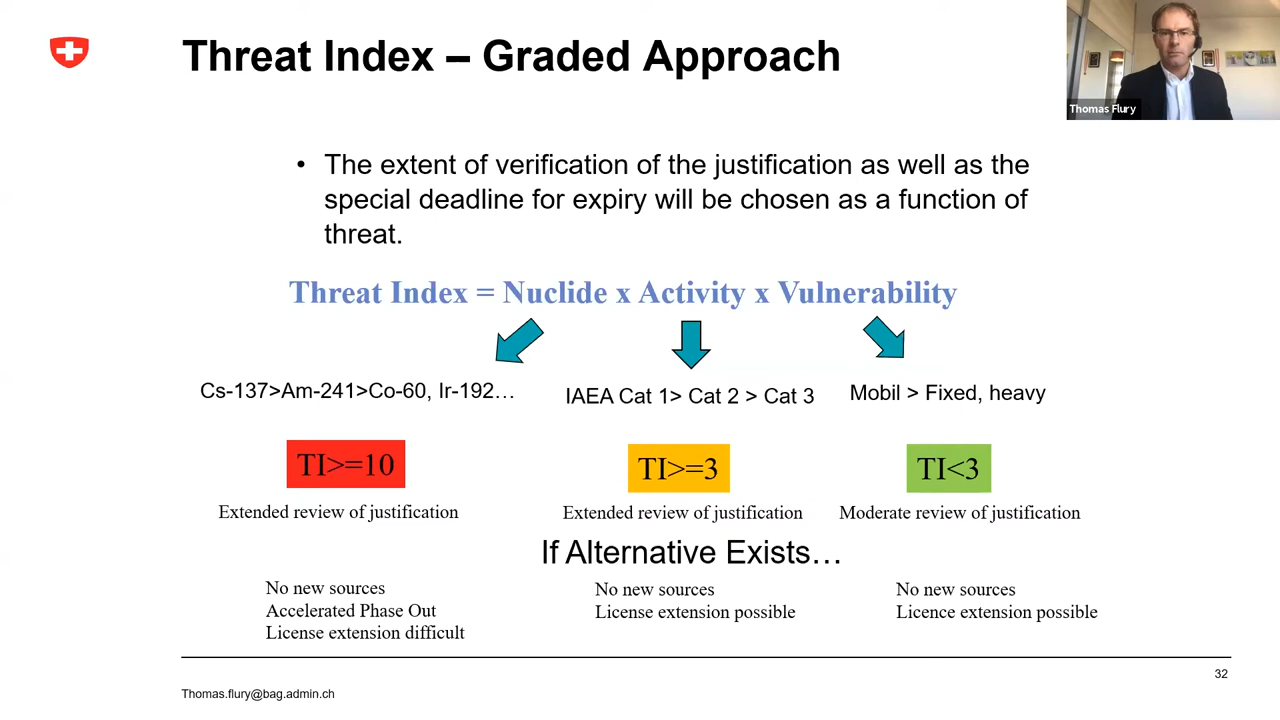 Threat Index – Graded Approach
Thomas Flury
• The extent of verification of the justification as well as the
special deadline for expiry will be chosen as a function of
threat.
Threat Index = Nuclide x Activity x Vulnerability
Cs-137>Am-241>Co-60, Ir-192…
IAEA Cat 1> Cat 2 > Cat 3
Mobil > Fixed, heavy
TI>=10
TI>=3
TI<3
Extended review of justification
Extended review of justification
Moderate review of justification
If Alternative Exists…
No new sources
Accelerated Phase Out
License extension difficult
No new sources
License extension possible
No new sources
Licence extension possible
32
Thomas.flury@bag.admin.ch